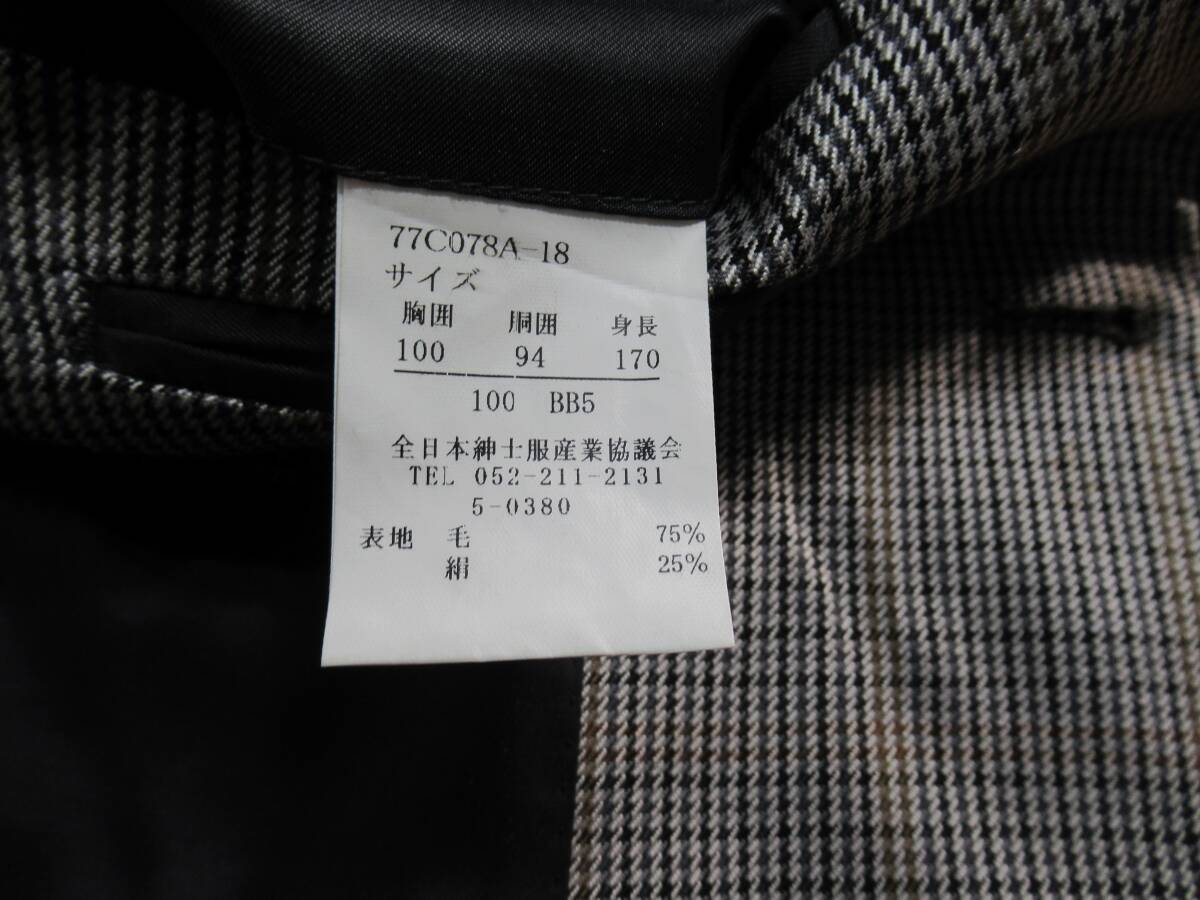 77C078A-18
サイズ
胸囲 胴囲 身長
100 94 170
100 BB5
全日本紳士服産業協議会
TEL 052-211-2131
5-0380
表地 毛 75%
絹 25%